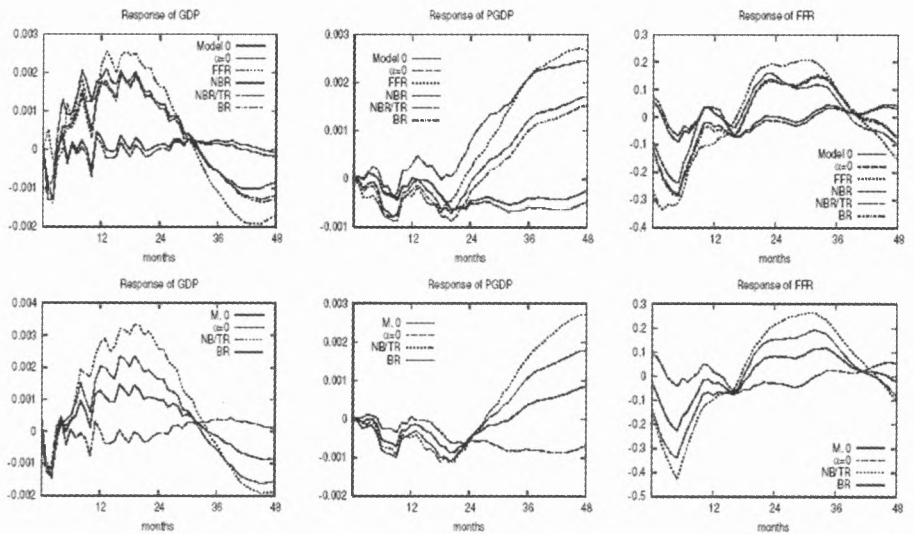 Response of GDP
0.003
0.002
0.001
0
-0.001
-0.002
12 24 36 48
months
Model 0
α=0
FFR
NBR
NBR/TR
BR
Response of PGDP
0.003
0.002
0.001
0
-0.001
12 24 36 48
months
Model 0
α=0
FFR
NBR
NBR/TR
BR
Response of FFR
0.3
0.2
0.1
0
-0.1
-0.2
-0.3
-0.4
12 24 36 48
months
Model 0
α=0
FFR
NBR
NBR/TR
BR
Response of GDP
0.004
0.003
0.002
0.001
0
-0.001
-0.002
12 24 36 48
months
M. 0
α=0
NB/TR
BR
Response of PGDP
0.003
0.002
0.001
0
-0.001
-0.002
12 24 36 48
months
M. 0
α=0
NB/TR
BR
Response of FFR
0.3
0.2
0.1
0
-0.1
-0.2
-0.3
-0.4
-0.5
12 24 36 48
months
M. 0
α=0
NB/TR
BR